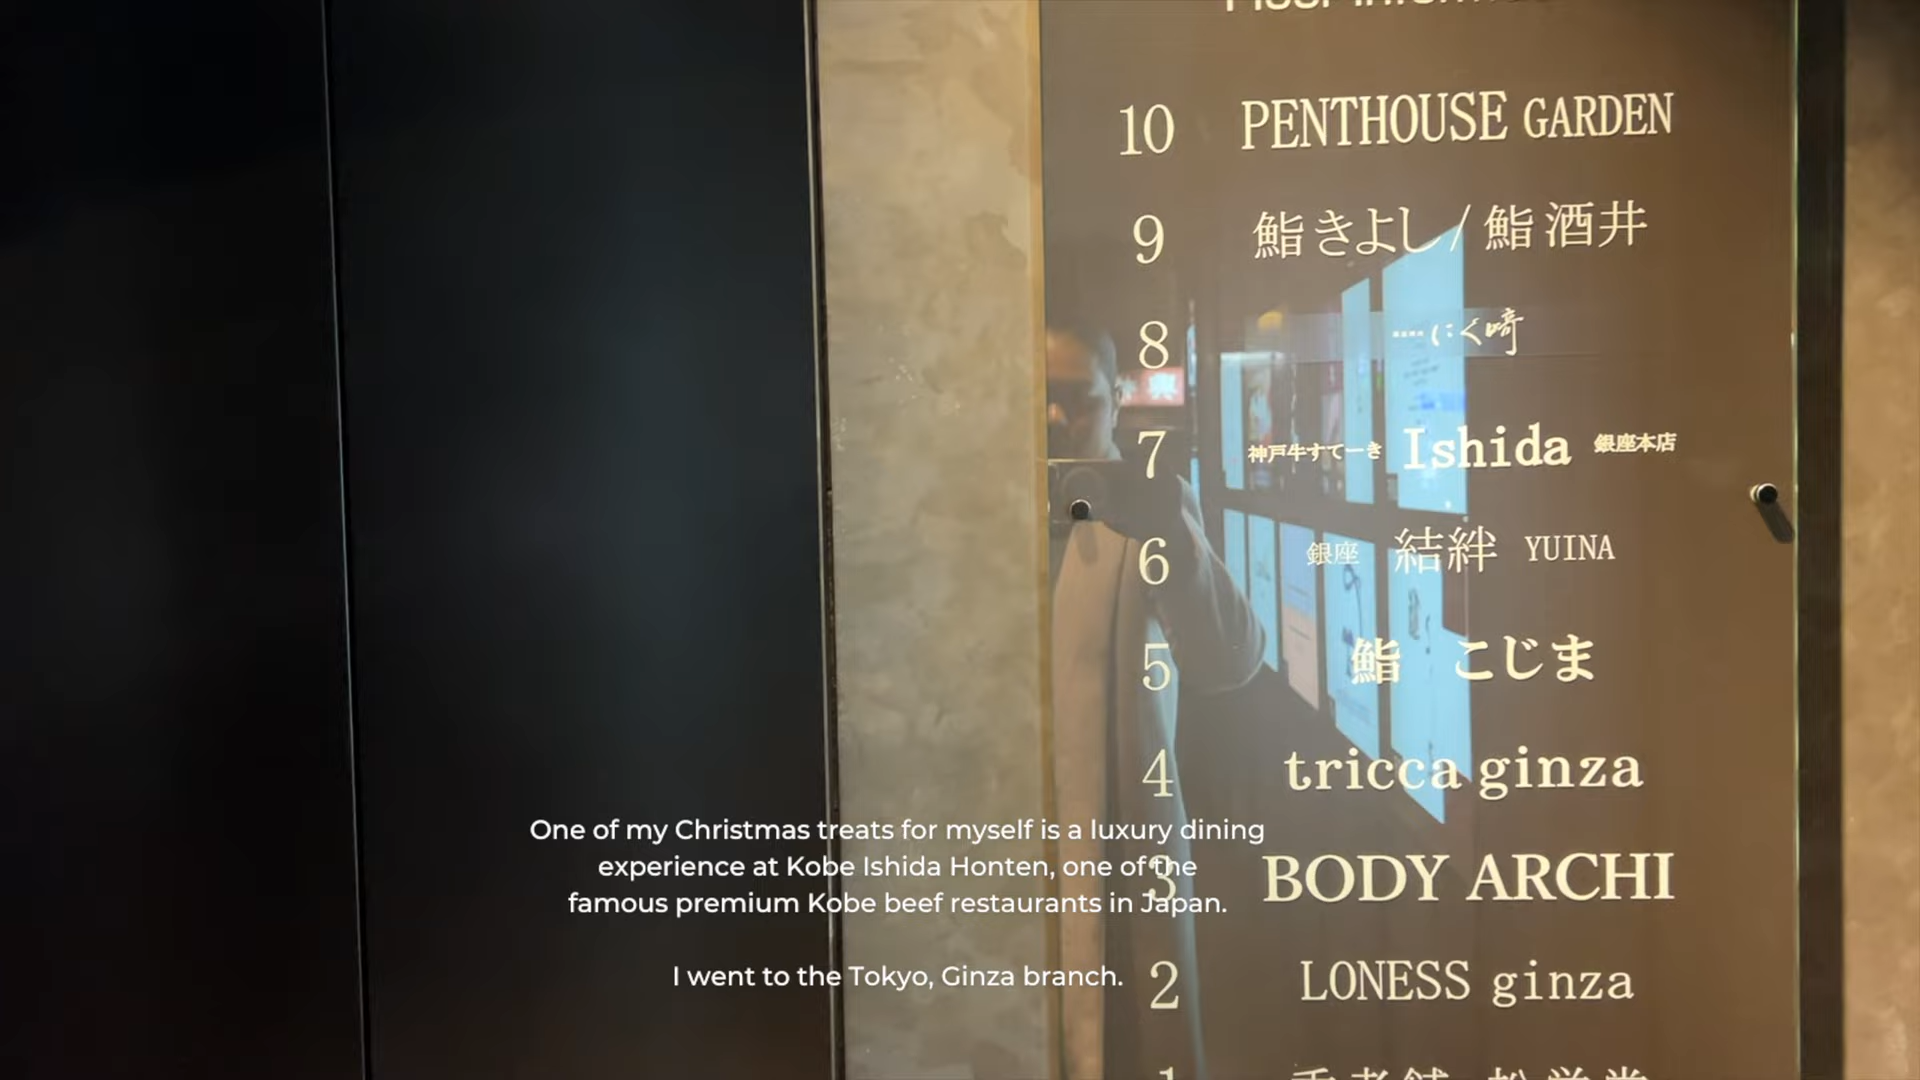 10 PENTHOUSE GARDEN
9 鮨きよし / 鮨酒井
8 にく崎
7 神戸牛すてーき Ishida 銀座本店
6 銀座 結絆 YUINA
5 鮨 こじま
4 tricca ginza
3 BODY ARCHI
2 LONESS ginza
1
One of my Christmas treats for myself is a luxury dining
experience at Kobe Ishida Honten, one of the
famous premium Kobe beef restaurants in Japan.
I went to the Tokyo, Ginza branch.